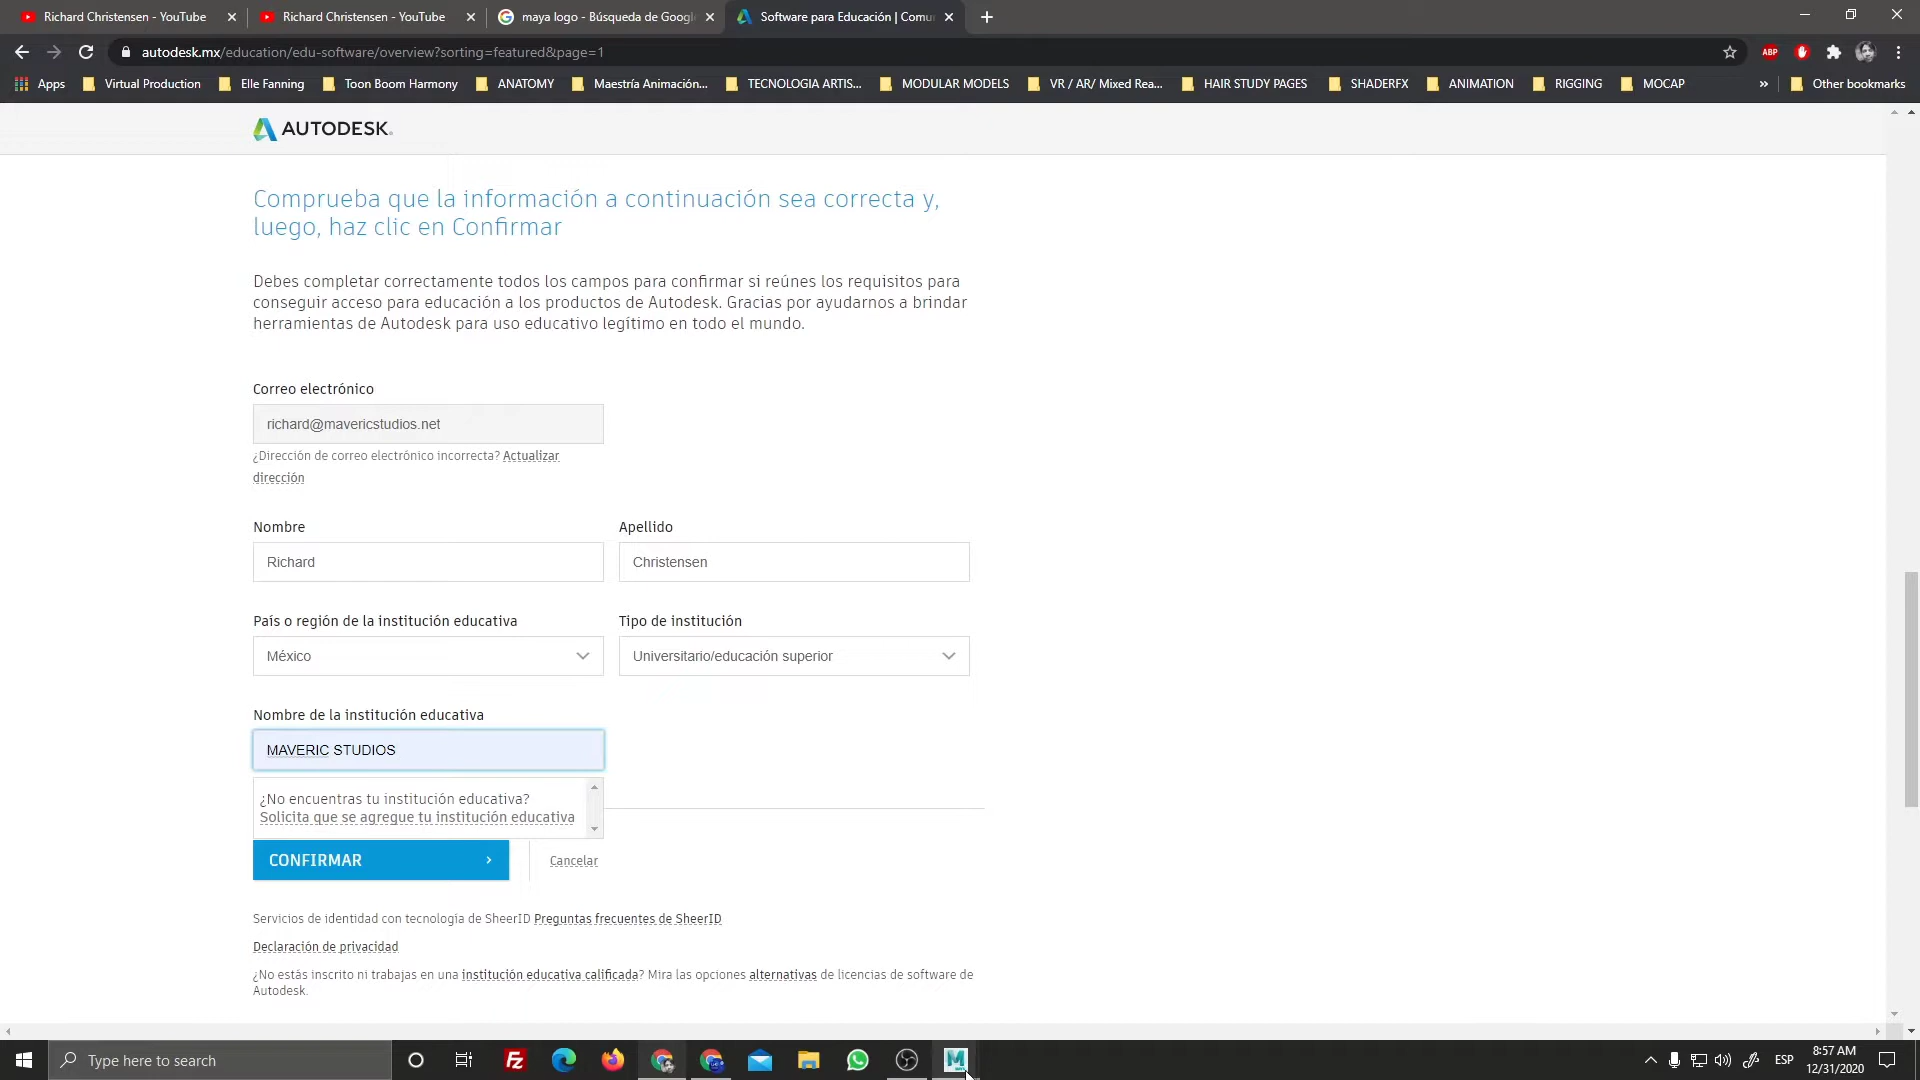 Richard Christensen - YouTube
Richard Christensen - YouTube
maya logo - Búsqueda de Google
Software para Educación | Comu
autodesk.mx/education/edu-software/overview?sorting=featured&page=1
ABP
Apps
Virtual Production
Elle Fanning
Toon Boom Harmony
ANATOMY
Maestría Animación...
TECNOLOGIA ARTIS...
MODULAR MODELS
VR / AR/ Mixed Rea...
HAIR STUDY PAGES
SHADERFX
ANIMATION
RIGGING
MOCAP
»
Other bookmarks
AUTODESK.
Comprueba que la información a continuación sea correcta y,
luego, haz clic en Confirmar
Debes completar correctamente todos los campos para confirmar si reúnes los requisitos para
conseguir acceso para educación a los productos de Autodesk. Gracias por ayudarnos a brindar
herramientas de Autodesk para uso educativo legítimo en todo el mundo.
Correo electrónico
richard@mavericstudios.net
¿Dirección de correo electrónico incorrecta? Actualizar
dirección
Nombre
Apellido
Richard
Christensen
País o región de la institución educativa
Tipo de institución
México
Universitario/educación superior
Nombre de la institución educativa
MAVERIC STUDIOS
¿No encuentras tu institución educativa?
Solicita que se agregue tu institución educativa
CONFIRMAR
Cancelar
Servicios de identidad con tecnología de SheerID Preguntas frecuentes de SheerID
Declaración de privacidad
¿No estás inscrito ni trabajas en una institución educativa calificada? Mira las opciones alternativas de licencias de software de
Autodesk.
Type here to search
ESP
8:57 AM
12/31/2020